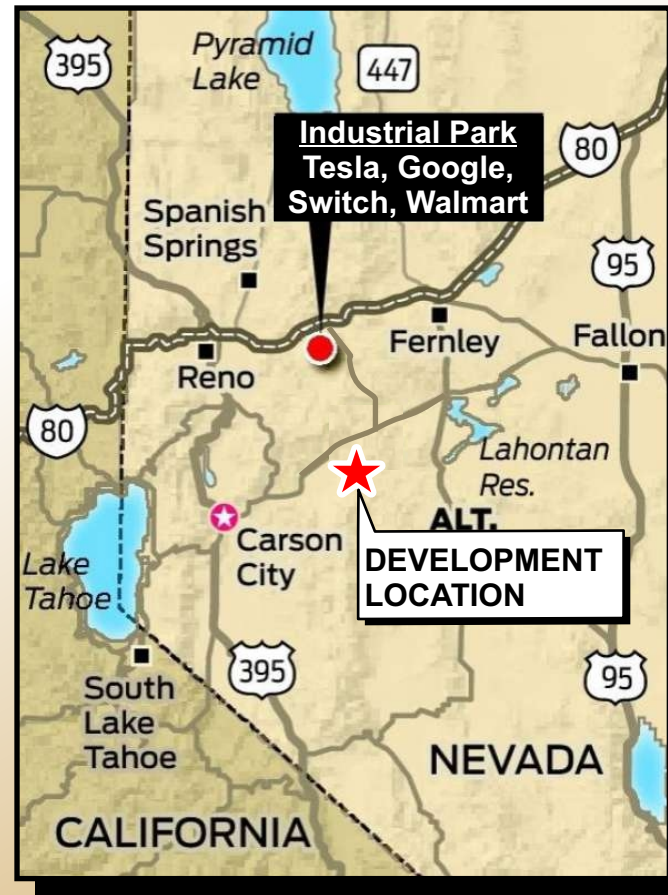 Pyramid
Lake
395
447
Industrial Park
Tesla, Google,
Switch, Walmart
80
Spanish
Springs
95
Fernley
Fallon
Reno
80
Lahontan
Res.
Carson
City
ALT.
DEVELOPMENT
LOCATION
Lake
Tahoe
395
95
South
Lake
Tahoe
NEVADA
CALIFORNIA